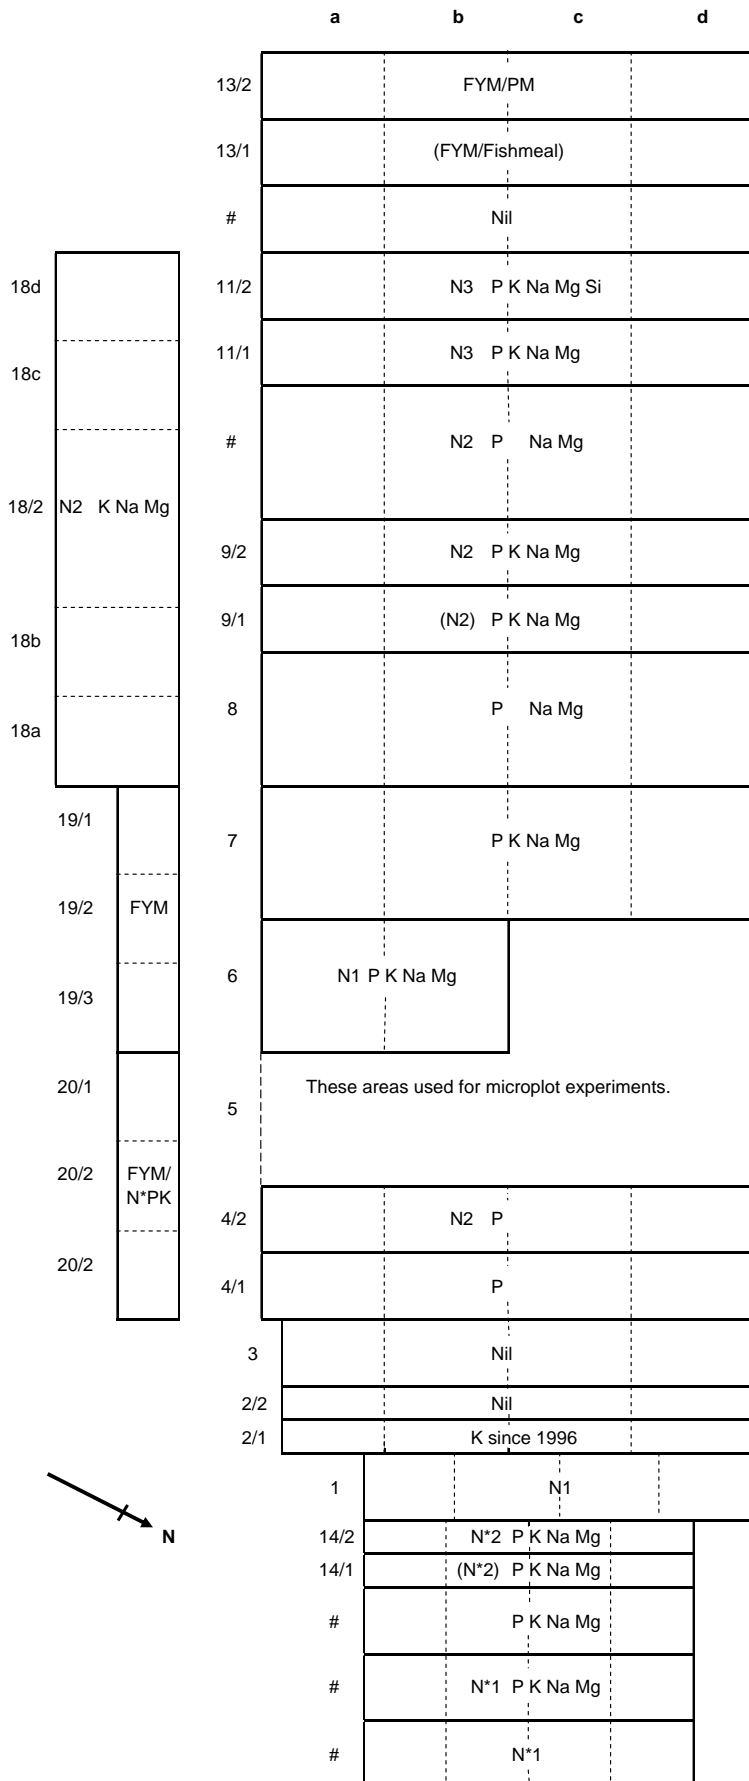 a b c d
13/2 FYM/PM
13/1 (FYM/Fishmeal)
# Nil
18d 11/2 N3 P K Na Mg Si
18c 11/1 N3 P K Na Mg
# N2 P Na Mg
18/2 N2 K Na Mg
9/2 N2 P K Na Mg
9/1 (N2) P K Na Mg
18b
8 P Na Mg
18a
19/1
7 P K Na Mg
19/2 FYM
6 N1 P K Na Mg
19/3
20/1 These areas used for microplot experiments.
5
20/2 FYM/
N*PK
4/2 N2 P
20/2
4/1 P
3 Nil
2/2 Nil
2/1 K since 1996
1 N1
N
14/2 N*2 P K Na Mg
14/1 (N*2) P K Na Mg
# P K Na Mg
# N*1 P K Na Mg
# N*1